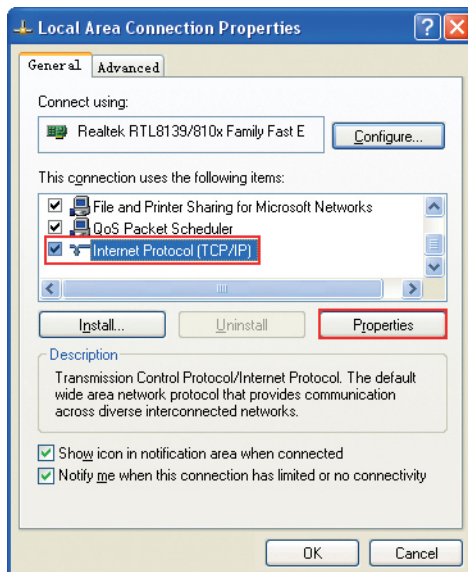 Local Area Connection Properties
General Advanced
Connect using:
Realtek RTL8139/810x Family Fast E
Configure...
This connection uses the following items:
File and Printer Sharing for Microsoft Networks
QoS Packet Scheduler
Internet Protocol (TCP/IP)
Install... Uninstall Properties
Description
Transmission Control Protocol/Internet Protocol. The default
wide area network protocol that provides communication
across diverse interconnected networks.
Show icon in notification area when connected
Notify me when this connection has limited or no connectivity
OK Cancel